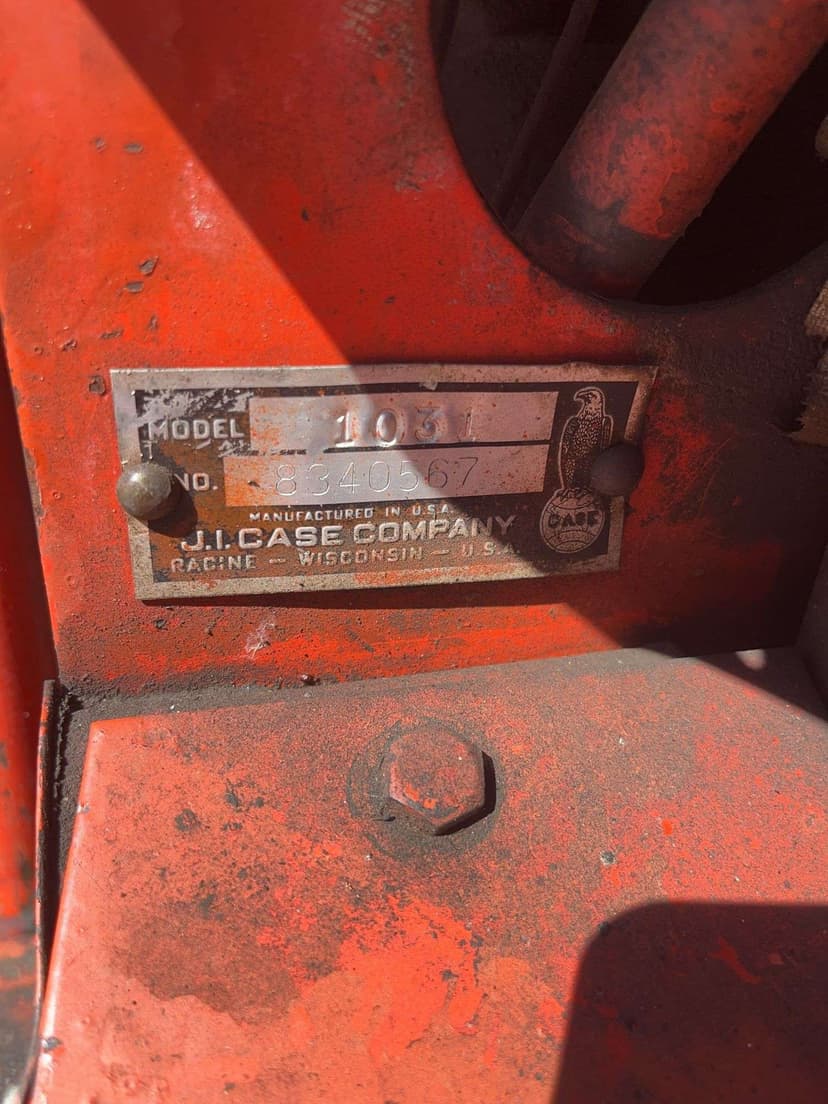 MODEL 1031
NO. 8340567
MANUFACTURED IN U.S.A.
J.I. CASE COMPANY
RACINE — WISCONSIN — U.S.A.
CASE